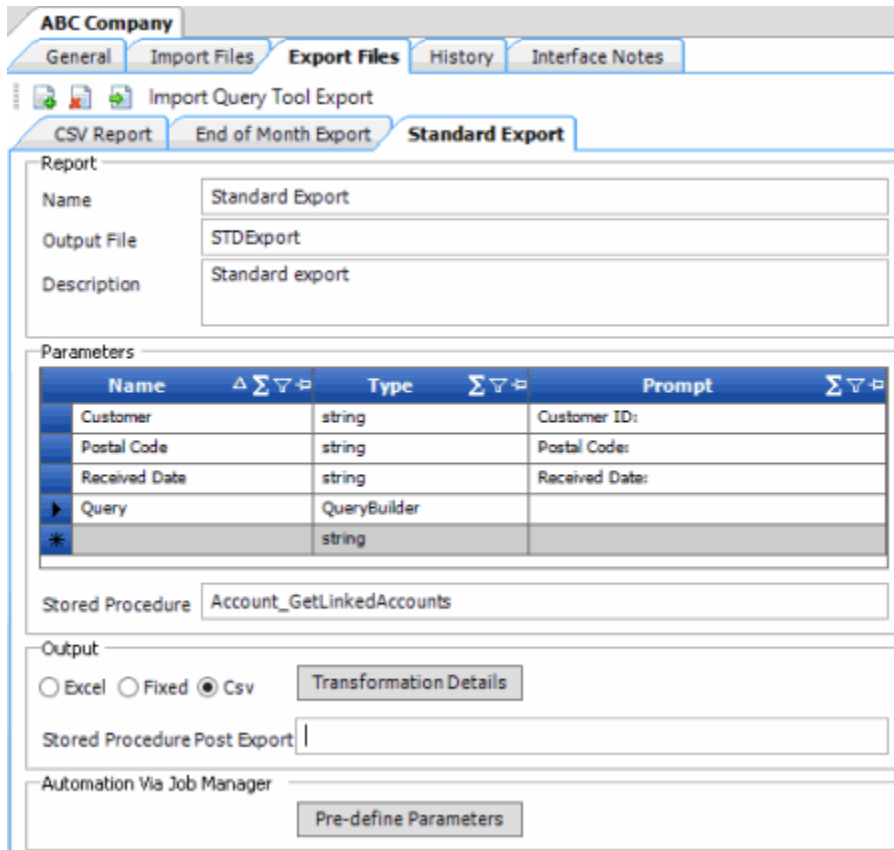 ABC Company
General Import Files Export Files History Interface Notes
Import Query Tool Export
CSV Report End of Month Export Standard Export
Report
Name Standard Export
Output File STDExport
Description Standard export
Parameters
Name Type Prompt
Customer string Customer ID:
Postal Code string Postal Code:
Received Date string Received Date:
Query QueryBuilder
string
Stored Procedure Account_GetLinkedAccounts
Output
Excel Fixed Csv Transformation Details
Stored Procedure Post Export
Automation Via Job Manager
Pre-define Parameters